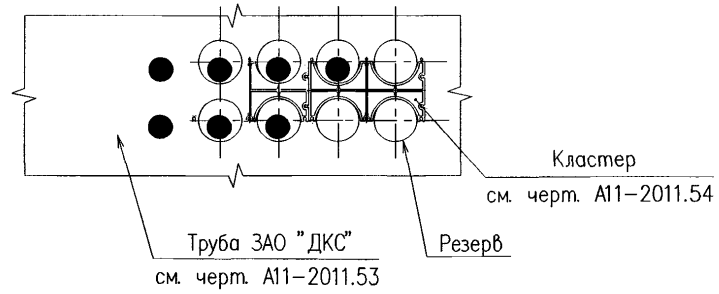 Кластер
см. черт. А11-2011.54
Труба ЗАО "ДКС"
см. черт. А11-2011.53
Резерв